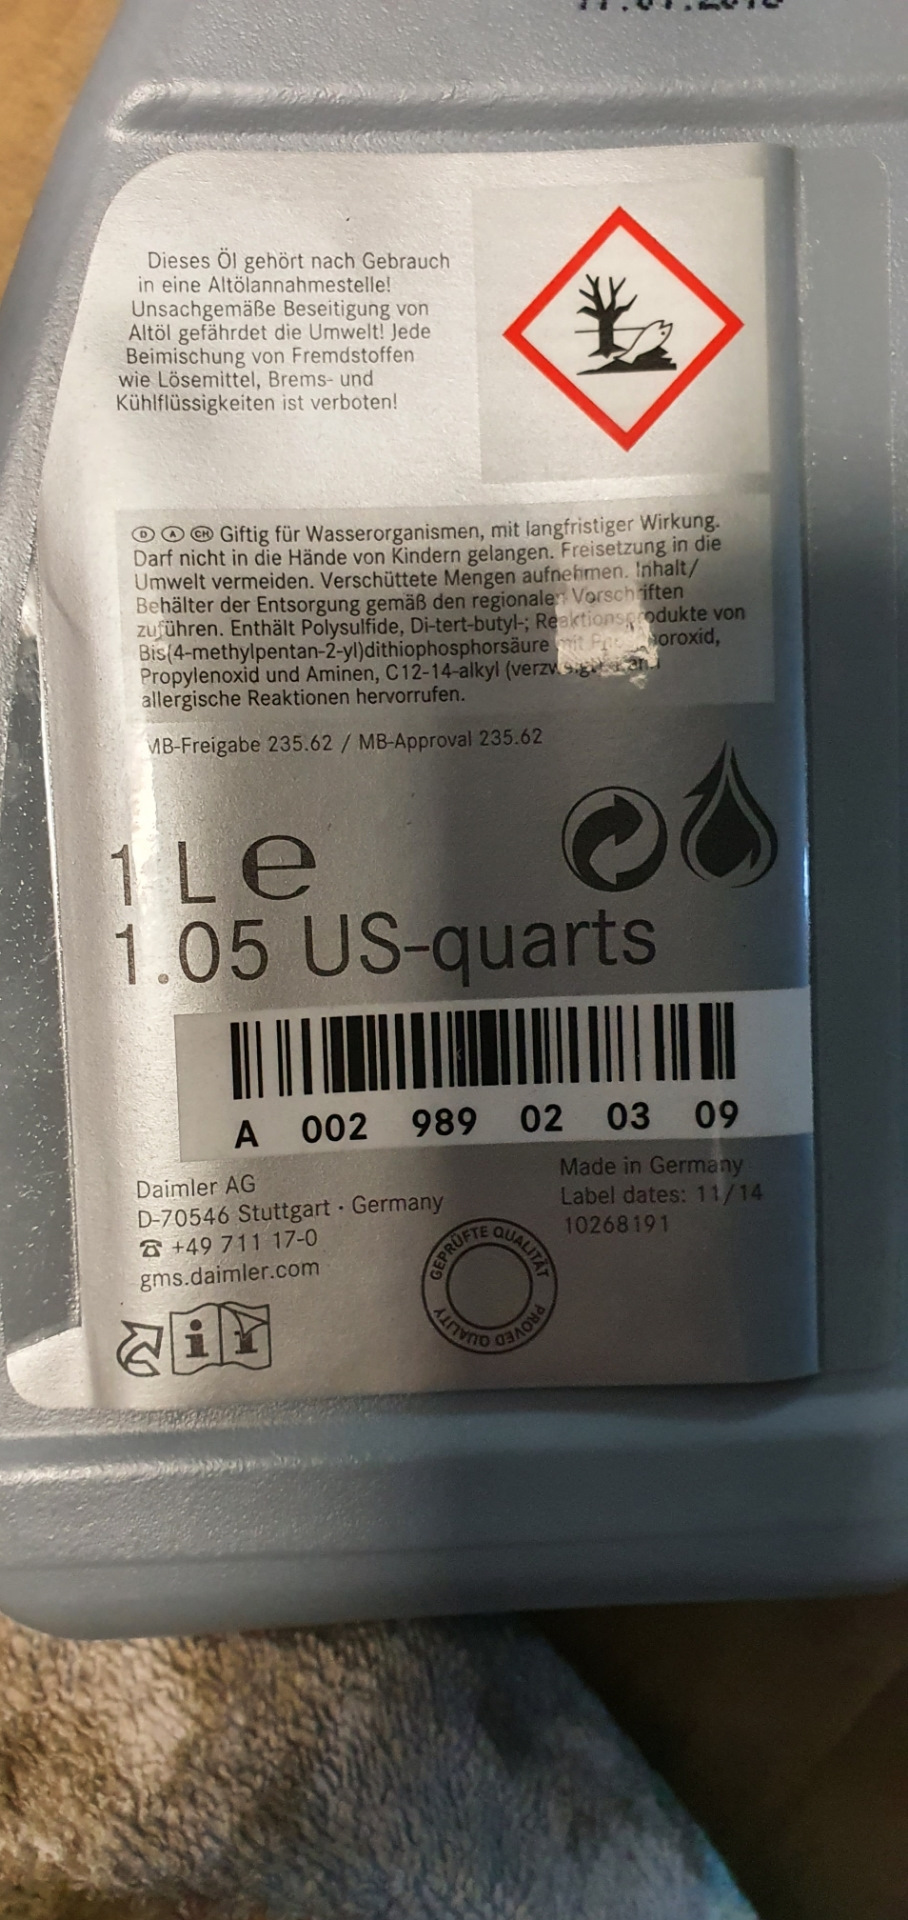 Dieses Öl gehört nach Gebrauch
in eine Altölannahmestelle!
Unsachgemäße Beseitigung von
Altöl gefährdet die Umwelt! Jede
Beimischung von Fremdstoffen
wie Lösemittel, Brems- und
Kühlflüssigkeiten ist verboten!
D A CH Giftig für Wasserorganismen, mit langfristiger Wirkung.
Darf nicht in die Hände von Kindern gelangen. Freisetzung in die
Umwelt vermeiden. Verschüttete Mengen aufnehmen. Inhalt/
Behälter der Entsorgung gemäß den regionalen Vorschriften
zuführen. Enthält Polysulfide, Di-tert-butyl-; Reaktionsprodukte von
Bis(4-methylpentan-2-yl)dithiophosphorsäure mit
Propylenoxid und Aminen, C12-14-alkyl
allergische Reaktionen hervorrufen.
MB-Freigabe 235.62 / MB-Approval 235.62
1 L e
1.05 US-quarts
A 002 989 02 03 09
Daimler AG
D-70546 Stuttgart · Germany
☎ +49 711 17-0
gms.daimler.com
Made in Germany
Label dates: 11/14
10268191
GEPRÜFTE QUALITÄT
PROVED QUALITY